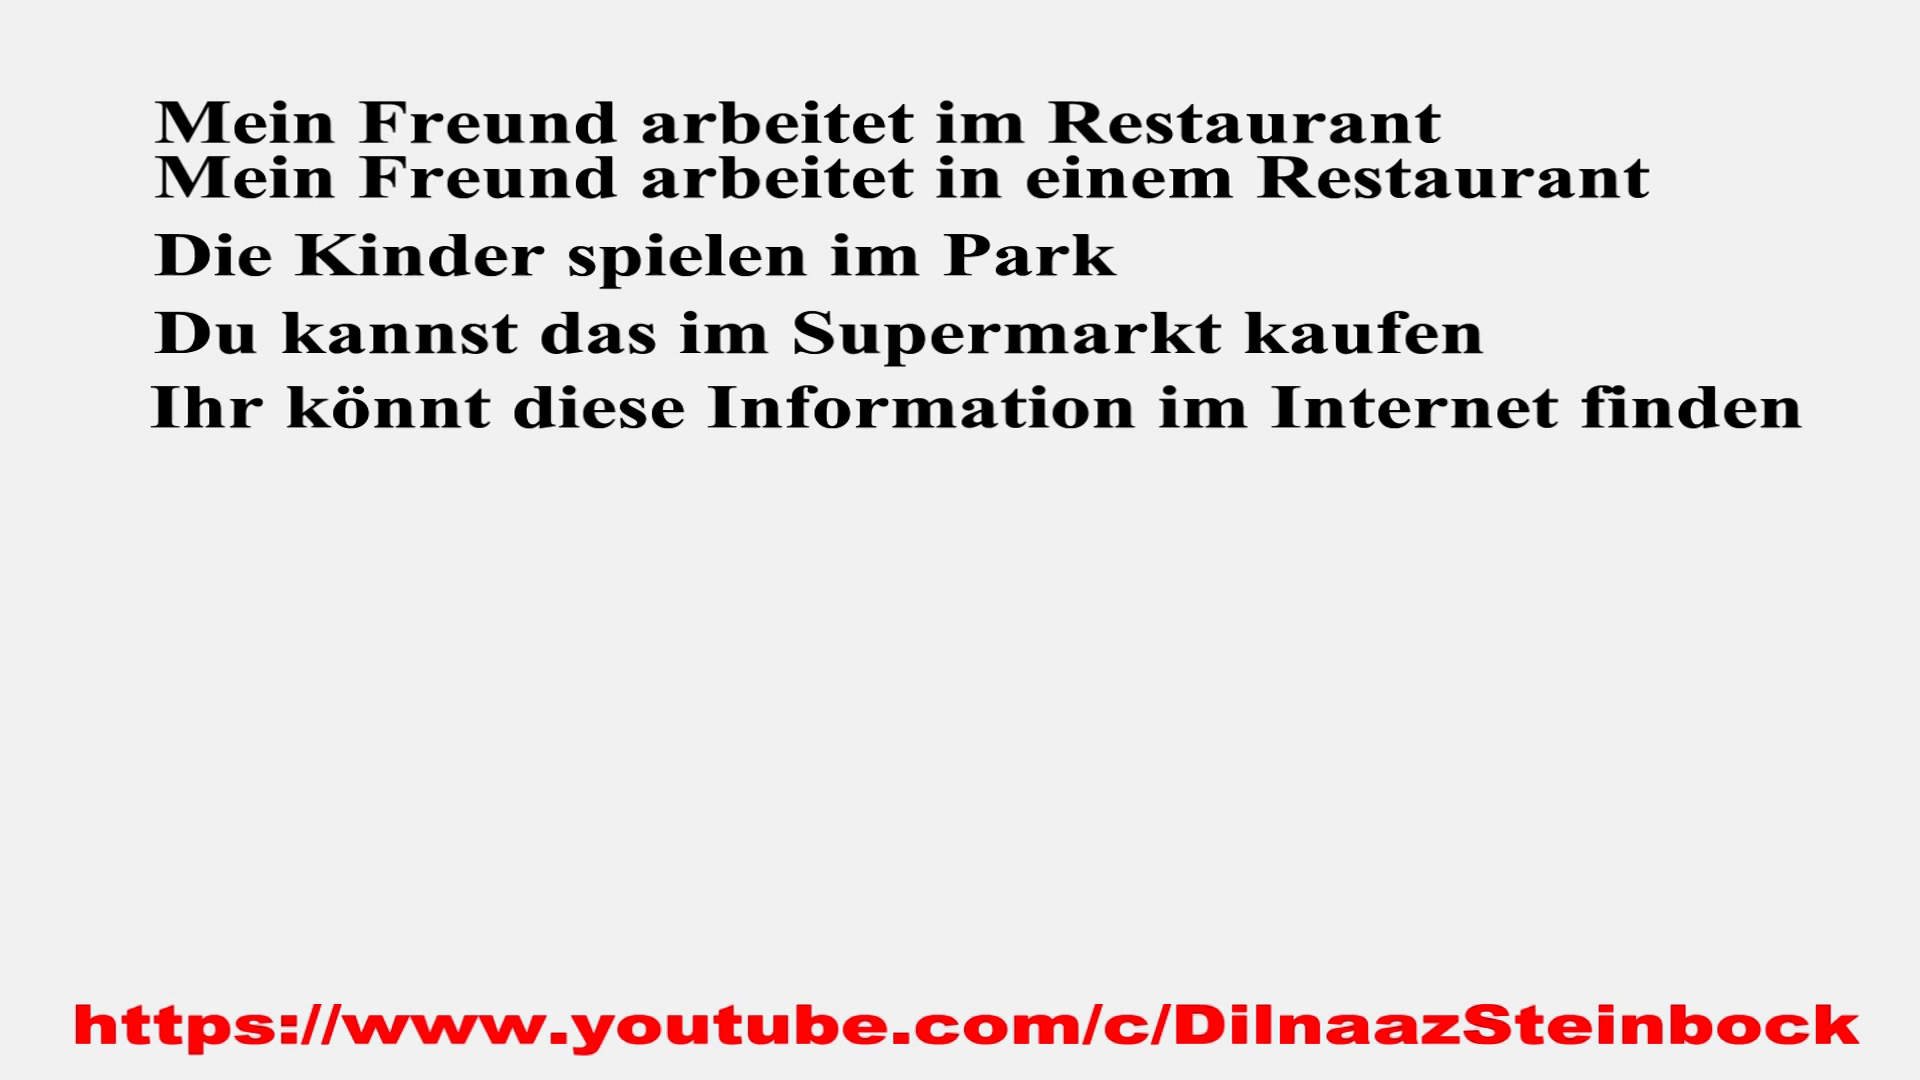 Mein Freund arbeitet im Restaurant
Mein Freund arbeitet in einem Restaurant
Die Kinder spielen im Park
Du kannst das im Supermarkt kaufen
Ihr könnt diese Information im Internet finden
https://www.youtube.com/c/DilnaazSteinbock